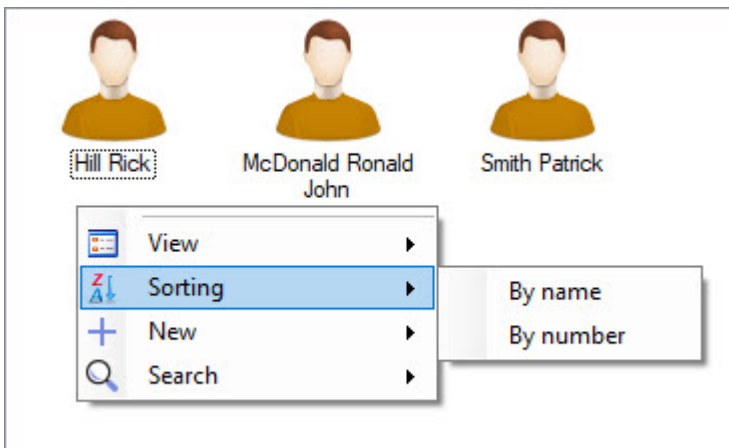 Hill Rick
McDonald Ronald
John
Smith Patrick
View
Sorting
New
Search
By name
By number